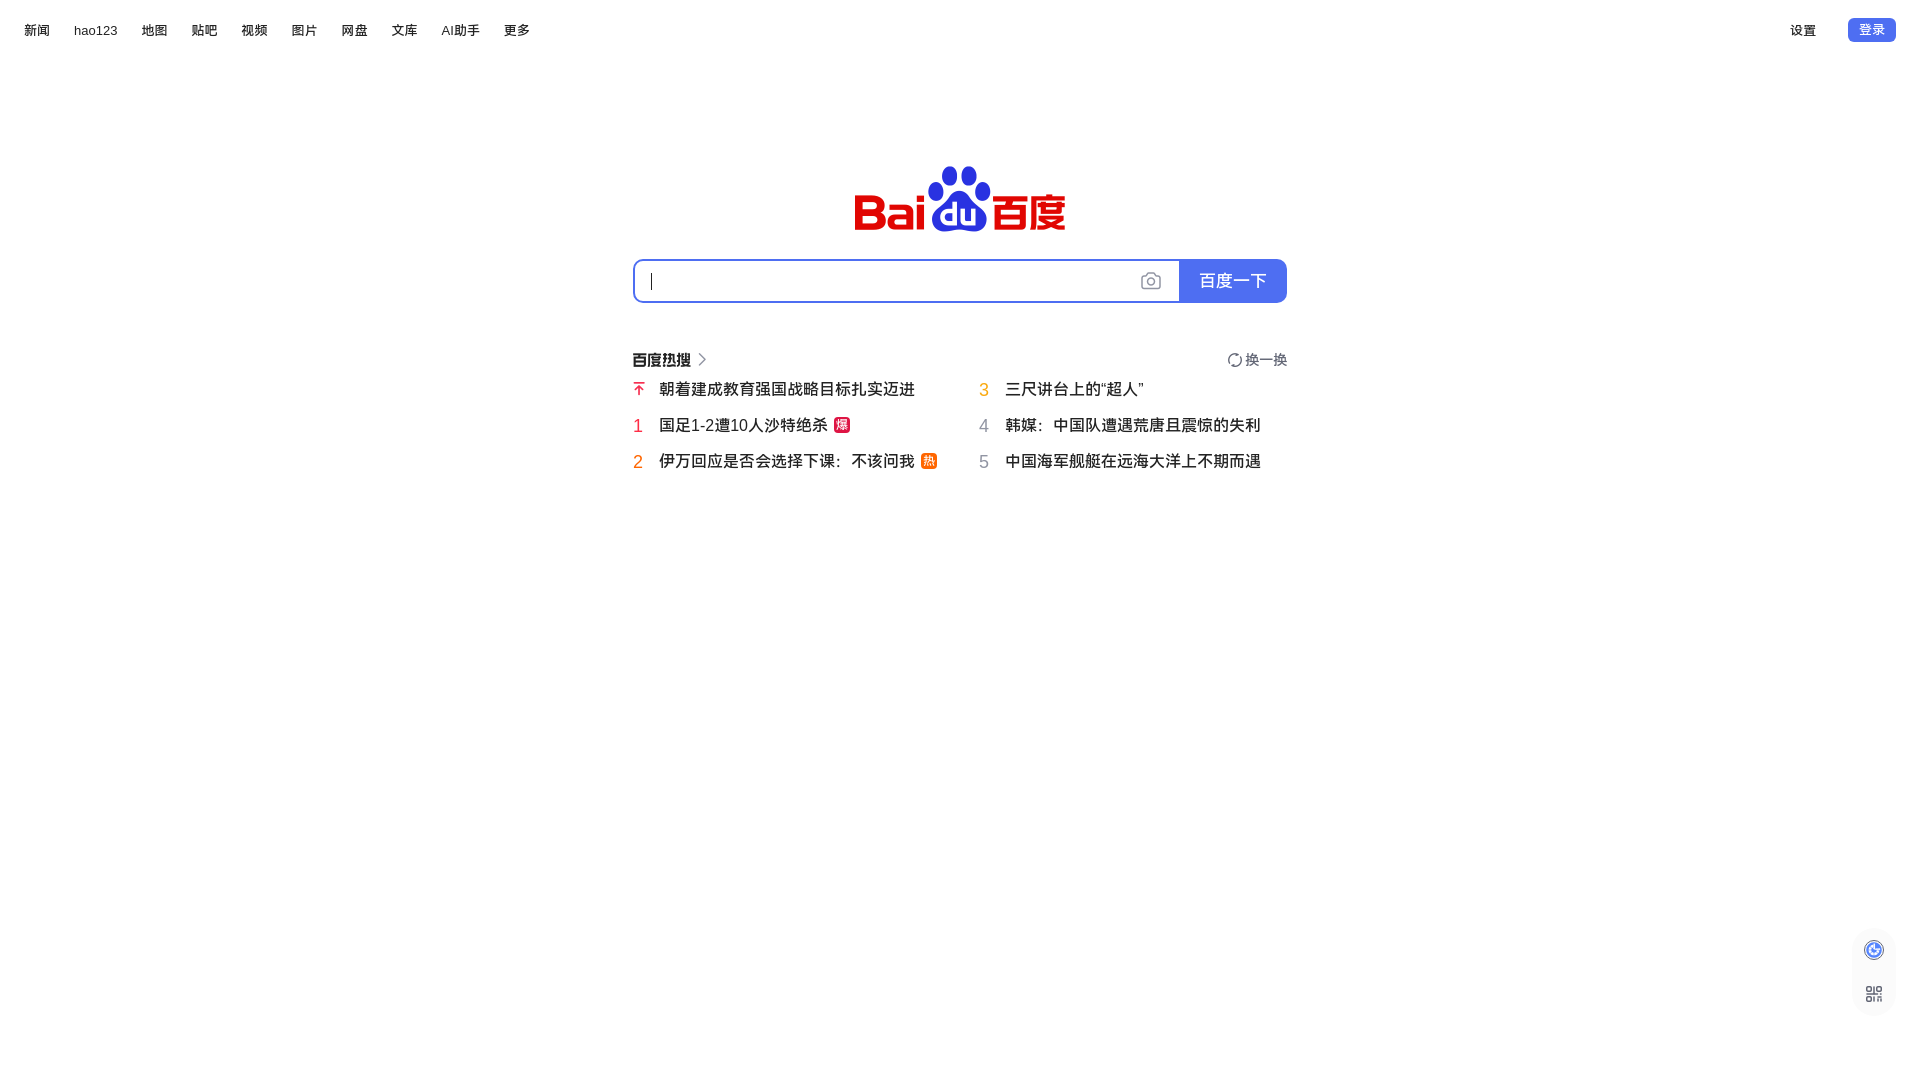 新闻 hao123 地图 贴吧 视频 图片 网盘 文库 AI助手 更多 设置 登录
Bai du 百度
百度一下
百度热搜 换一换
朝着建成教育强国战略目标扎实迈进
1 国足1-2遭10人沙特绝杀 爆
2 伊万回应是否会选择下课：不该问我 热
3 三尺讲台上的“超人”
4 韩媒：中国队遭遇荒唐且震惊的失利
5 中国海军舰艇在远海大洋上不期而遇